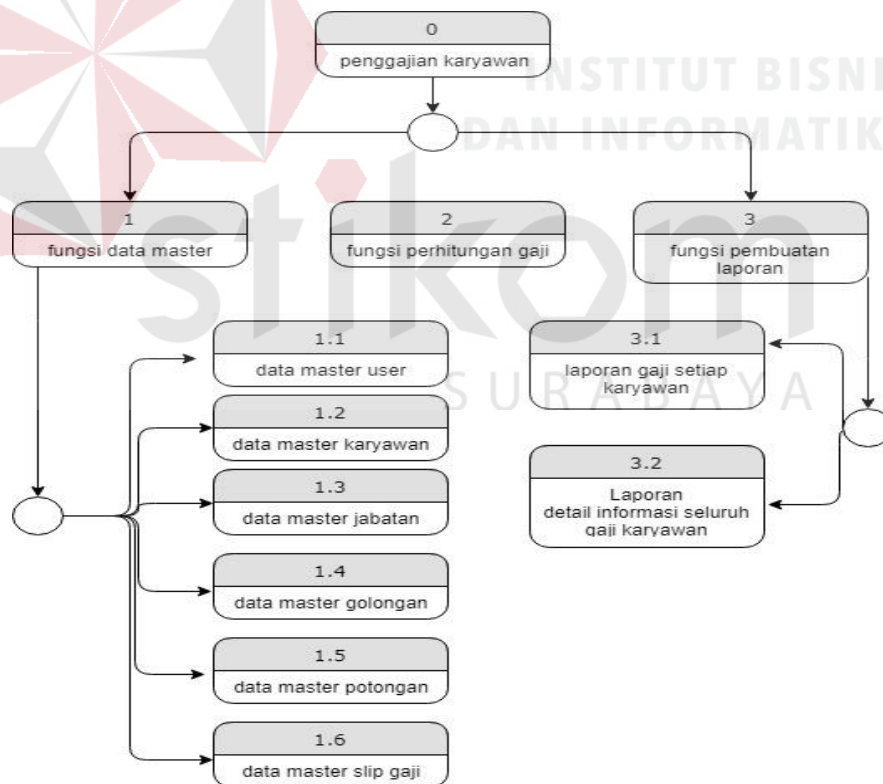 0
penggajian karyawan
INSTITUT BISNI
DAN INFORMATIK
1
fungsi data master
2
fungsi perhitungan gaji
3
fungsi pembuatan
laporan
stikom
SURABAYA
1.1
data master user
1.2
data master karyawan
1.3
data master jabatan
1.4
data master golongan
1.5
data master potongan
1.6
data master slip gaji
3.1
laporan gaji setiap
karyawan
3.2
Laporan
detail informasi seluruh
gaji karyawan